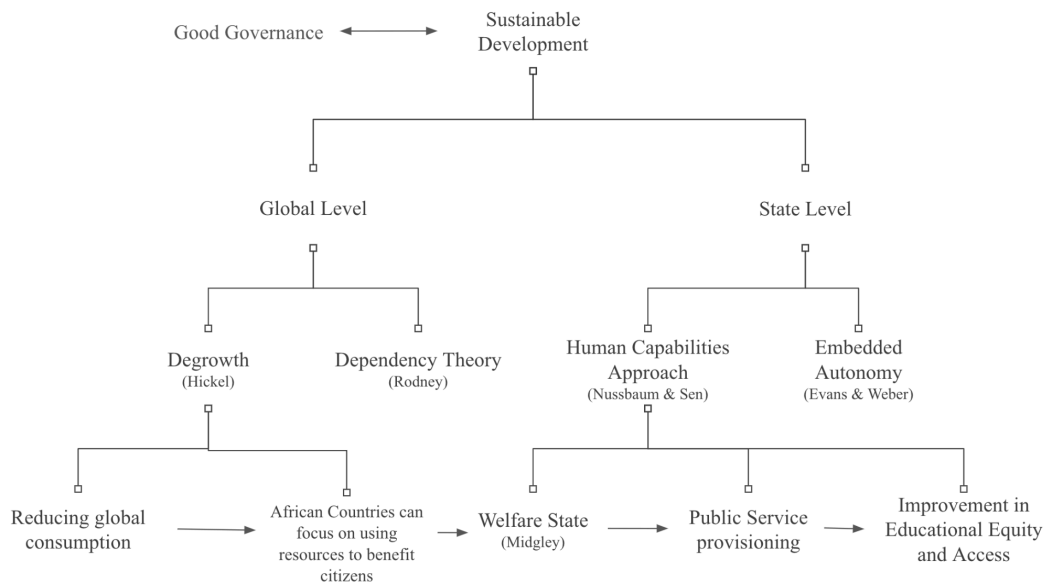 Good Governance
Sustainable
Development
Global Level
State Level
Degrowth
(Hickel)
Dependency Theory
(Rodney)
Human Capabilities
Approach
(Nussbaum & Sen)
Embedded
Autonomy
(Evans & Weber)
Reducing global
consumption
African Countries can
focus on using
resources to benefit
citizens
Welfare State
(Midgley)
Public Service
provisioning
Improvement in
Educational Equity
and Access